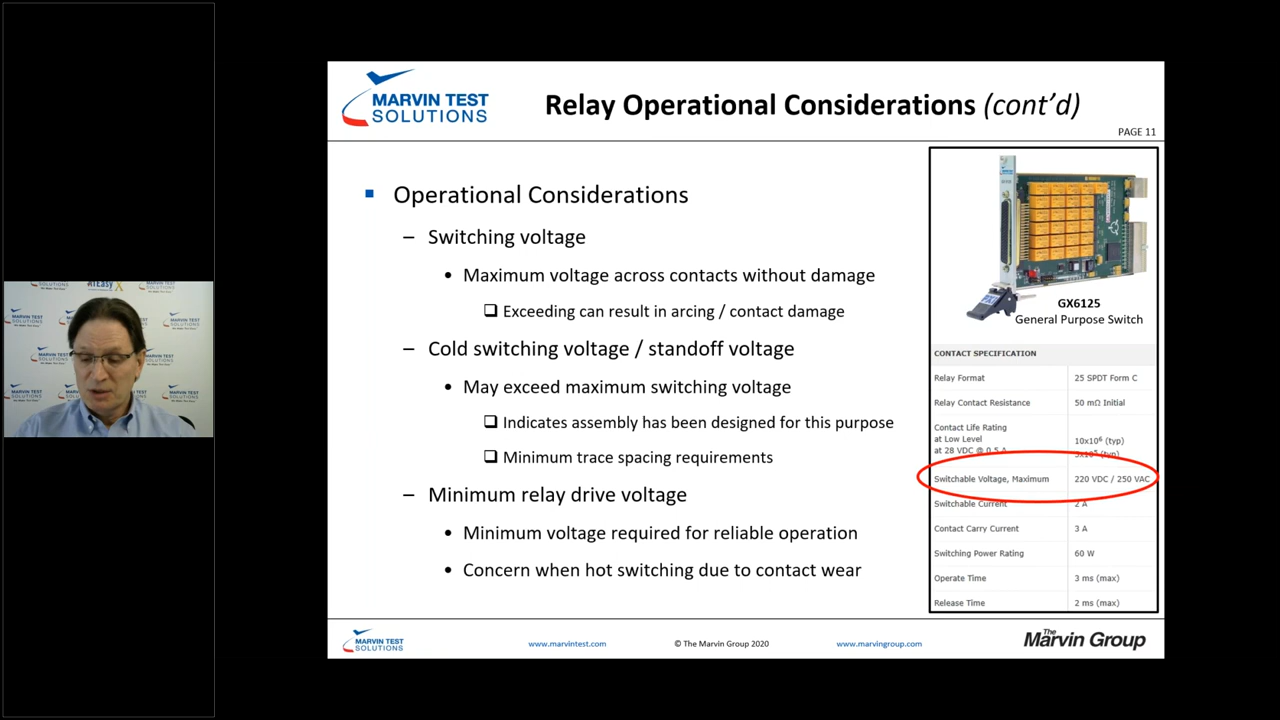 MARVIN TEST
SOLUTIONS
Relay Operational Considerations (cont'd)
PAGE 11
Operational Considerations
– Switching voltage
• Maximum voltage across contacts without damage
Exceeding can result in arcing / contact damage
– Cold switching voltage / standoff voltage
• May exceed maximum switching voltage
Indicates assembly has been designed for this purpose
Minimum trace spacing requirements
– Minimum relay drive voltage
• Minimum voltage required for reliable operation
• Concern when hot switching due to contact wear
GX6125
General Purpose Switch
CONTACT SPECIFICATION
Relay Format 25 SPDT Form C
Relay Contact Resistance 50 mΩ Initial
Contact Life Rating
at Low Level 10x10⁶ (typ)
at 28 VDC @ 0.5 A 5x10⁵ (typ)
Switchable Voltage, Maximum 220 VDC / 250 VAC
Switchable Current 2 A
Contact Carry Current 3 A
Switching Power Rating 60 W
Operate Time 3 ms (max)
Release Time 2 ms (max)
MARVIN TEST
SOLUTIONS
www.marvintest.com
© The Marvin Group 2020
www.marvingroup.com
The Marvin Group